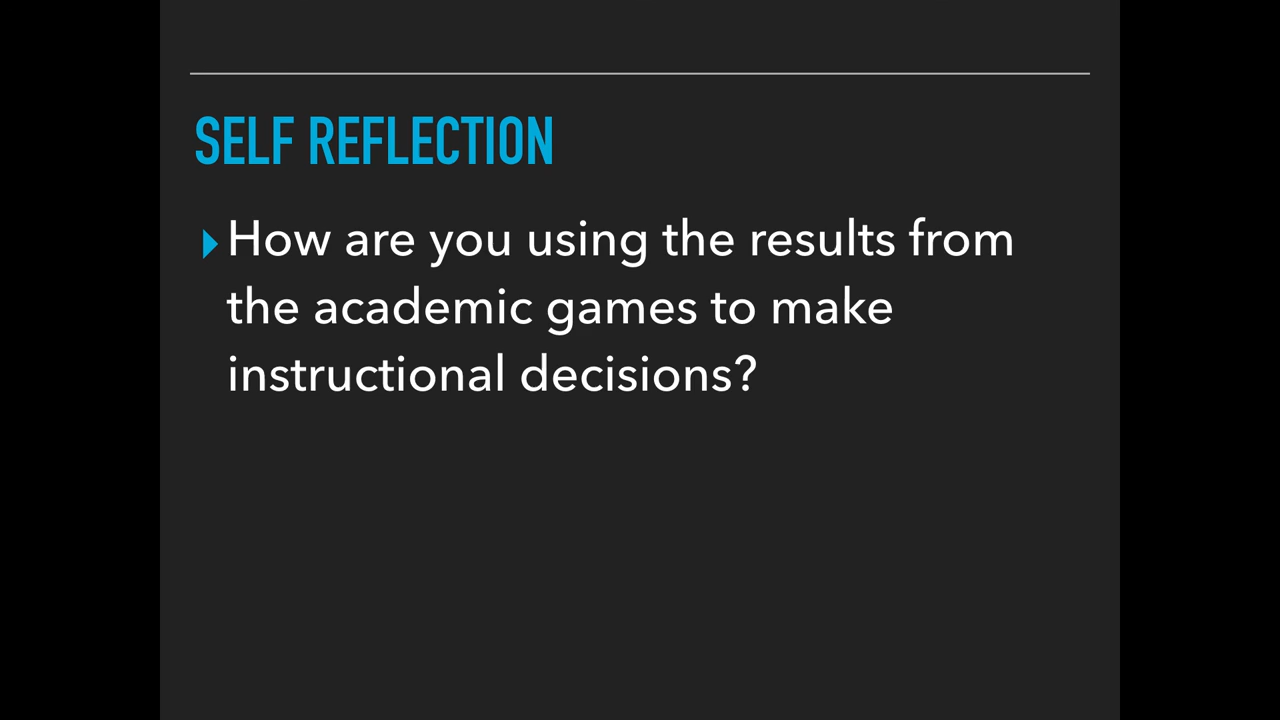 SELF REFLECTION
How are you using the results from
the academic games to make
instructional decisions?